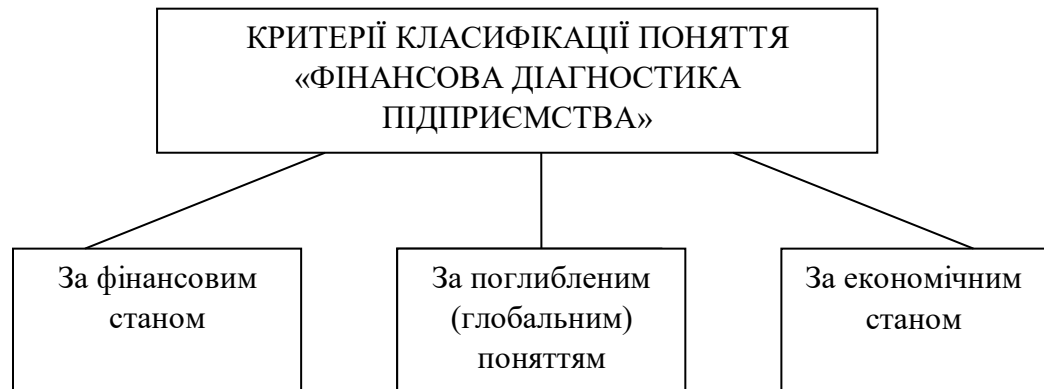 КРИТЕРІЇ КЛАСИФІКАЦІЇ ПОНЯТТЯ
«ФІНАНСОВА ДІАГНОСТИКА
ПІДПРИЄМСТВА»
За фінансовим
станом
За поглибленим
(глобальним)
поняттям
За економічним
станом